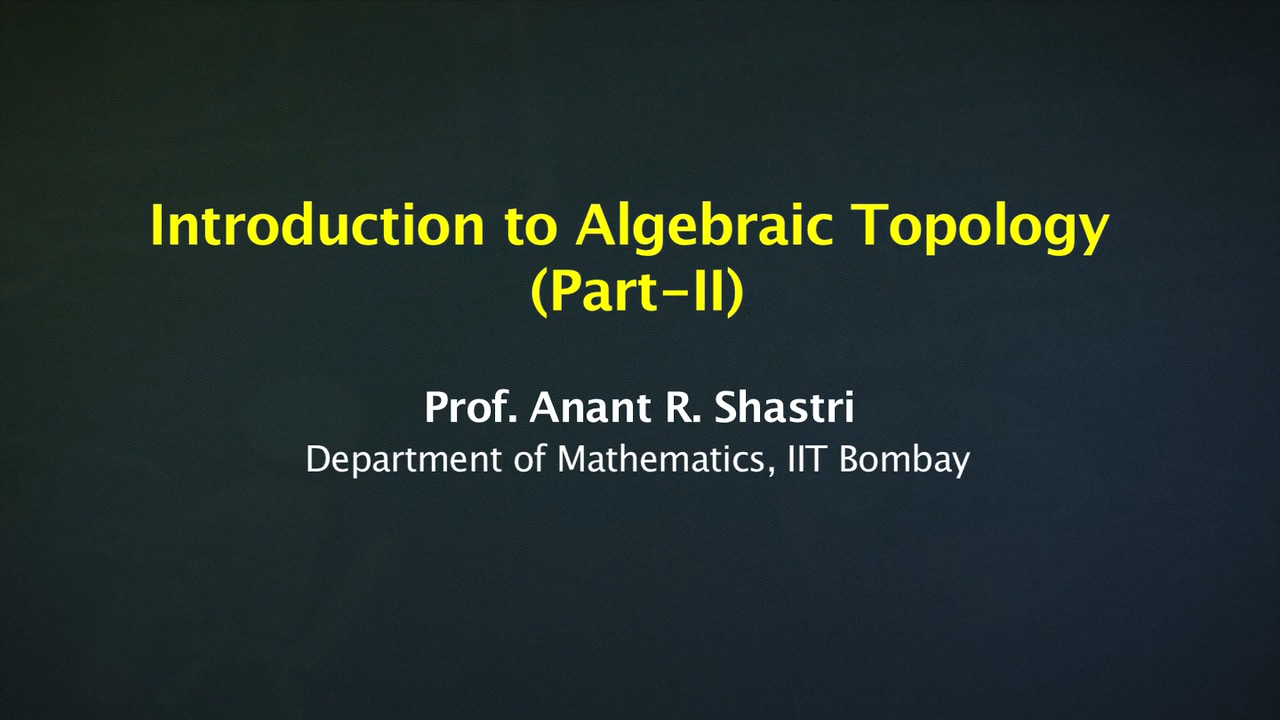 Introduction to Algebraic Topology
(Part-II)
Prof. Anant R. Shastri
Department of Mathematics, IIT Bombay